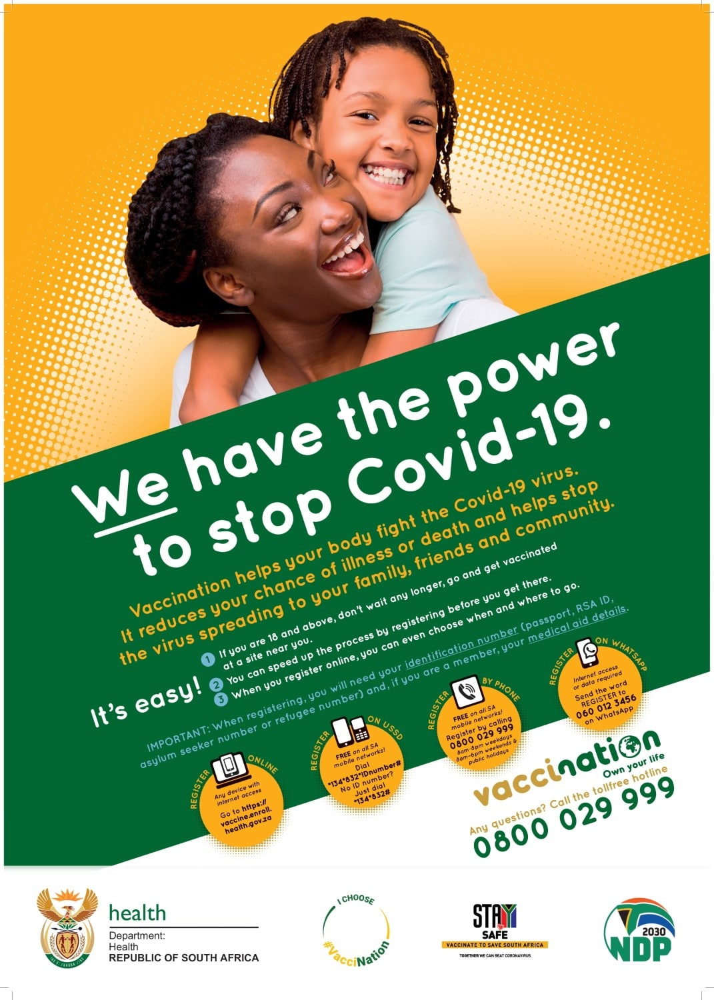 We have the power
to stop Covid-19.
Vaccination helps your body fight the Covid-19 virus.
It reduces your chance of illness or death and helps stop
the virus spreading to your family, friends and community.
It's easy!
1 If you are 18 and above, don't wait any longer, go and get vaccinated
at a site near you.
2 You can speed up the process by registering before you get there.
3 When you register online, you can even choose when and where to go.
IMPORTANT: When registering, you will need your identification number (passport, RSA ID,
asylum seeker number or refugee number) and, if you are a member, your medical aid details.
REGISTER ONLINE
Any device with
internet access
Go to https://
vaccine.enroll.
health.gov.za
REGISTER ON USSD
FREE on all SA
mobile networks!
Dial
*134*832*IDnumber#
No ID number?
Just dial
*134*832#
REGISTER BY PHONE
FREE on all SA
mobile networks!
Register by calling
0800 029 999
8am-8pm weekdays
8am-6pm weekends &
public holidays
REGISTER ON WHATSAPP
Internet access
or data required
Send the word
REGISTER to
060 012 3456
on WhatsApp
vaccination
Own your life
Any questions? Call the tollfree hotline
0800 029 999
health
Department:
Health
REPUBLIC OF SOUTH AFRICA
I CHOOSE
#VacciNation
STAY
SAFE
VACCINATE TO SAVE SOUTH AFRICA
TOGETHER WE CAN BEAT CORONAVIRUS
2030
NDP